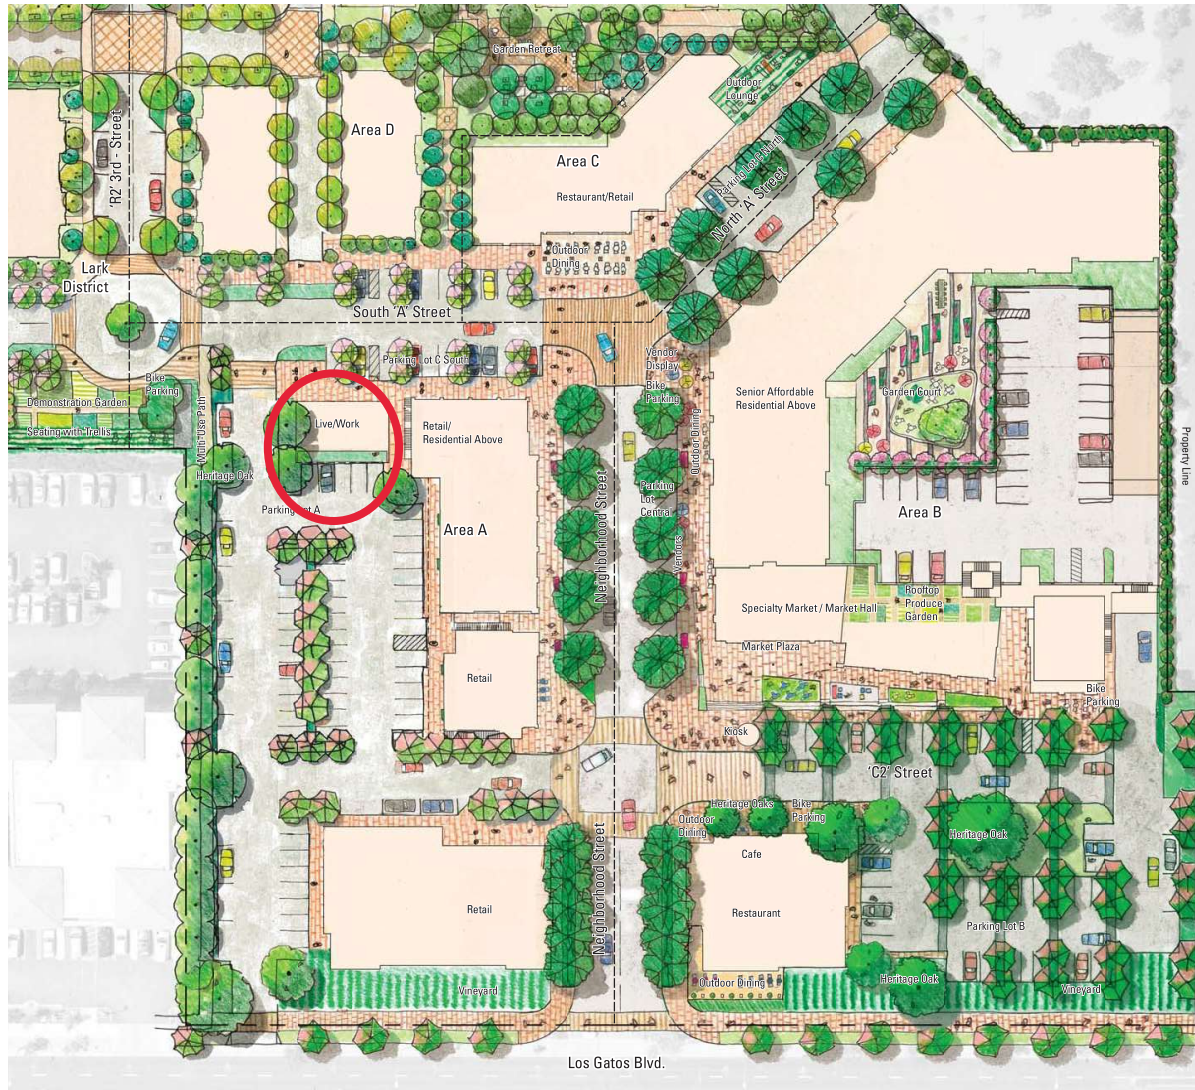 Garden Retreat
Outdoor
Lounge
'R2' 3rd - Street
Area D
Area C
Parking Lot F North
Restaurant/Retail
North 'A' Street
Outdoor
Dining
Lark
District
South 'A' Street
Parking Lot C South
Vendor
Display
Bike
Parking
Bike
Parking
Demonstration Garden
Seating with Trellis
Multi-Use Path
Live/Work
Retail/
Residential Above
Outdoor Dining
Senior Affordable
Residential Above
Garden Court
Property Line
Heritage Oak
Parking Lot A
Area A
Neighborhood Street
Parking
Lot
Central
Vendors
Area B
Specialty Market / Market Hall
Rooftop
Produce
Garden
Market Plaza
Retail
Bike
Parking
Kiosk
'C2' Street
Heritage Oaks
Bike
Parking
Outdoor
Dining
Heritage Oak
Cafe
Neighborhood Street
Retail
Restaurant
Parking Lot B
Vineyard
Outdoor Dining
Heritage Oak
Vineyard
Los Gatos Blvd.